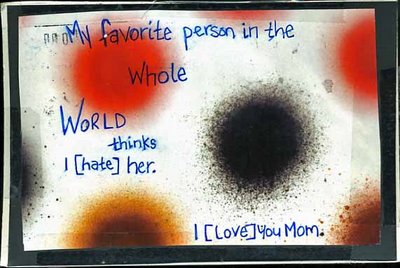 My favorite person in the
Whole
WORLD
thinks
I [hate] her.
I [Love] you Mom.